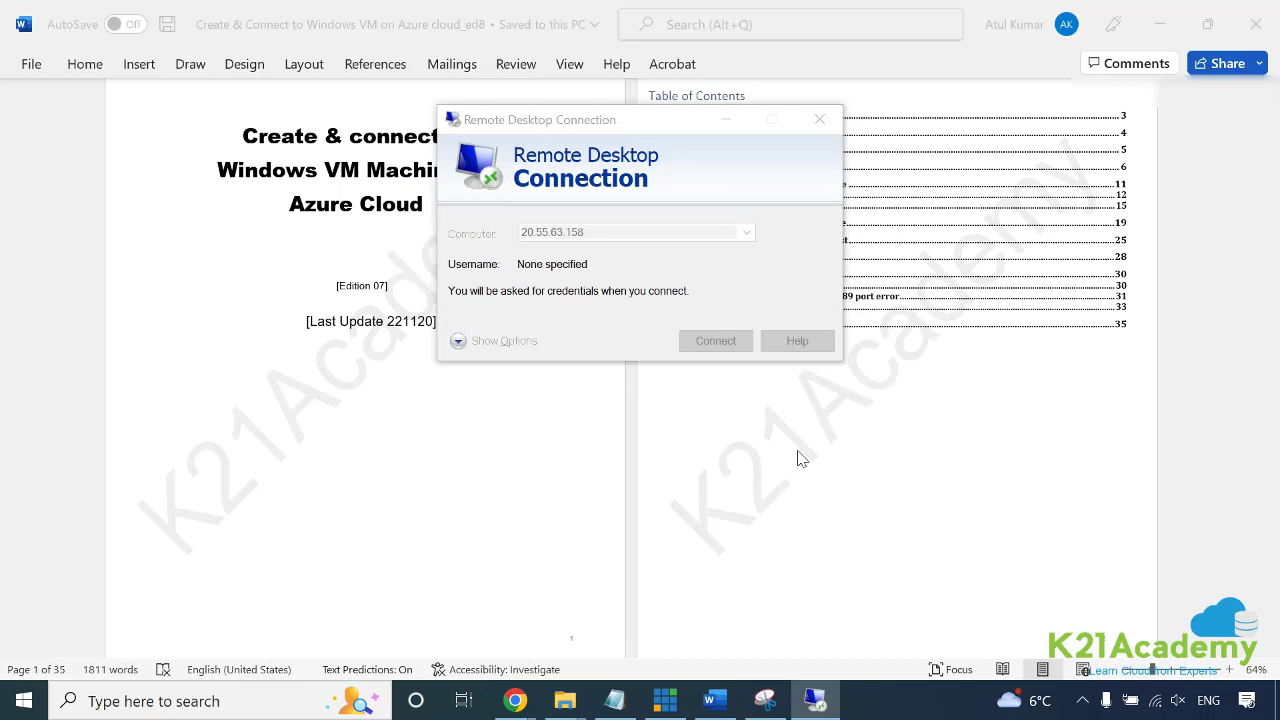 AutoSave Off Create & Connect to Windows VM on Azure cloud_ed8 • Saved to this PC Search (Alt+Q) Atul Kumar AK
File Home Insert Draw Design Layout References Mailings Review View Help Acrobat Comments Share
Table of Contents
Create & connect
Windows VM Machin
Azure Cloud
[Edition 07]
[Last Update 221120]
1
K21Academy
Remote Desktop Connection
Remote Desktop
Connection
Computer: 20.55.63.158
Username: None specified
You will be asked for credentials when you connect.
Show Options Connect Help
3
4
5
6
11
12
15
19
25
28
30
30
89 port error 31
33
35
K21Academy
K21Academy
Learn Cloud From Experts
Page 1 of 35 1811 words English (United States) Text Predictions: On Accessibility: Investigate Focus 64%
Type here to search 6°C ENG